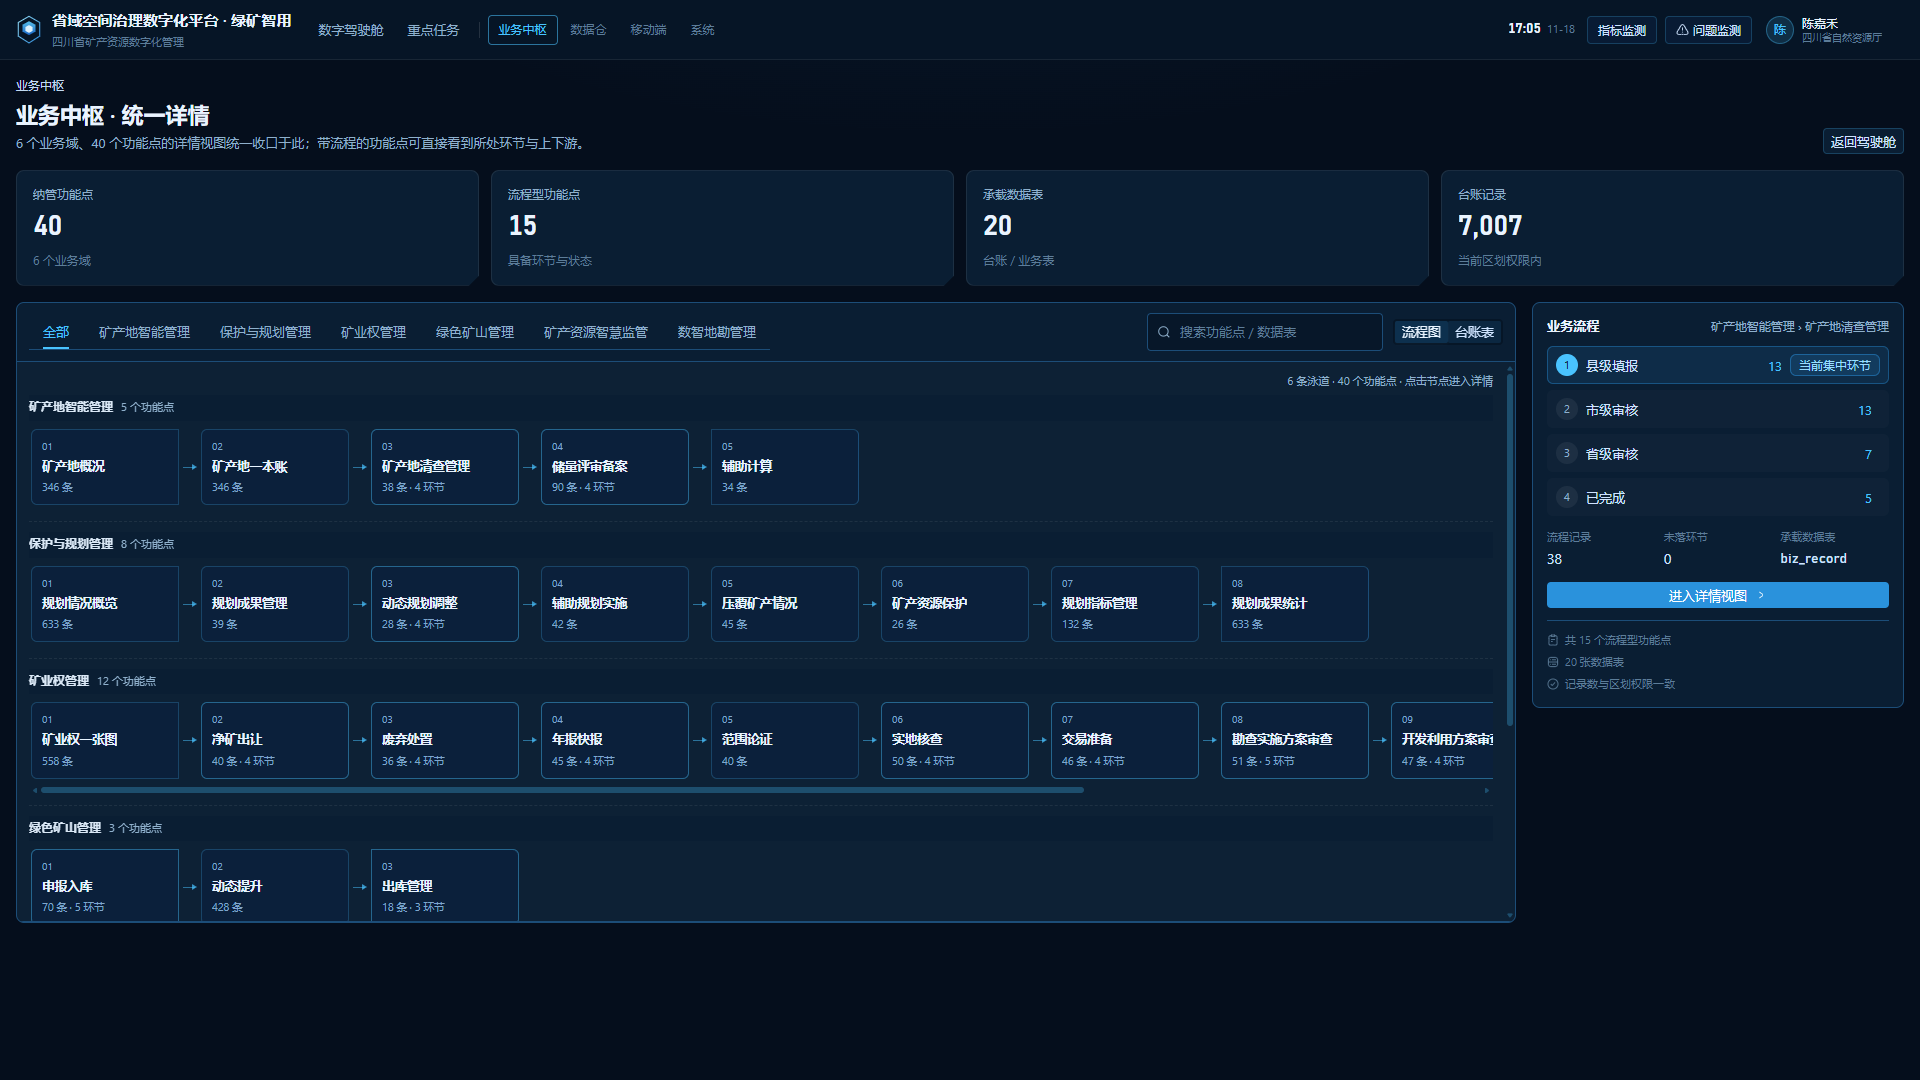 省域空间治理数字化平台 · 绿矿智用
四川省矿产资源数字化管理
数字驾驶舱 重点任务 业务中枢 数据仓 移动端 系统
17:05 11-18 指标监测 问题监测 陈 陈嘉禾
四川省自然资源厅
业务中枢
业务中枢 · 统一详情
6 个业务域、40 个功能点的详情视图统一收口于此；带流程的功能点可直接看到所处环节与上下游。
返回驾驶舱
纳管功能点
40
6 个业务域
流程型功能点
15
具备环节与状态
承载数据表
20
台账 / 业务表
台账记录
7,007
当前区划权限内
全部 矿产地智能管理 保护与规划管理 矿业权管理 绿色矿山管理 矿产资源智慧监管 数智地勘管理
搜索功能点 / 数据表
流程图 台账表
6 条泳道 · 40 个功能点 · 点击节点进入详情
矿产地智能管理 5 个功能点
01
矿产地概况
346 条
02
矿产地一本账
346 条
03
矿产地清查管理
38 条 · 4 环节
04
储量评审备案
90 条 · 4 环节
05
辅助计算
34 条
保护与规划管理 8 个功能点
01
规划情况概览
633 条
02
规划成果管理
39 条
03
动态规划调整
28 条 · 4 环节
04
辅助规划实施
42 条
05
压覆矿产情况
45 条
06
矿产资源保护
26 条
07
规划指标管理
132 条
08
规划成果统计
633 条
矿业权管理 12 个功能点
01
矿业权一张图
558 条
02
净矿出让
40 条 · 4 环节
03
废弃处置
36 条 · 4 环节
04
年报快报
45 条 · 4 环节
05
范围论证
40 条
06
实地核查
50 条 · 4 环节
07
交易准备
46 条 · 4 环节
08
勘查实施方案审查
51 条 · 5 环节
09
开发利用方案审查
47 条 · 4 环节
绿色矿山管理 3 个功能点
01
申报入库
70 条 · 5 环节
02
动态提升
428 条
03
出库管理
18 条 · 3 环节
业务流程 矿产地智能管理 › 矿产地清查管理
1 县级填报 13 当前集中环节
2 市级审核 13
3 省级审核 7
4 已完成 5
流程记录
38
未落环节
0
承载数据表
biz_record
进入详情视图
共 15 个流程型功能点
20 张数据表
记录数与区划权限一致